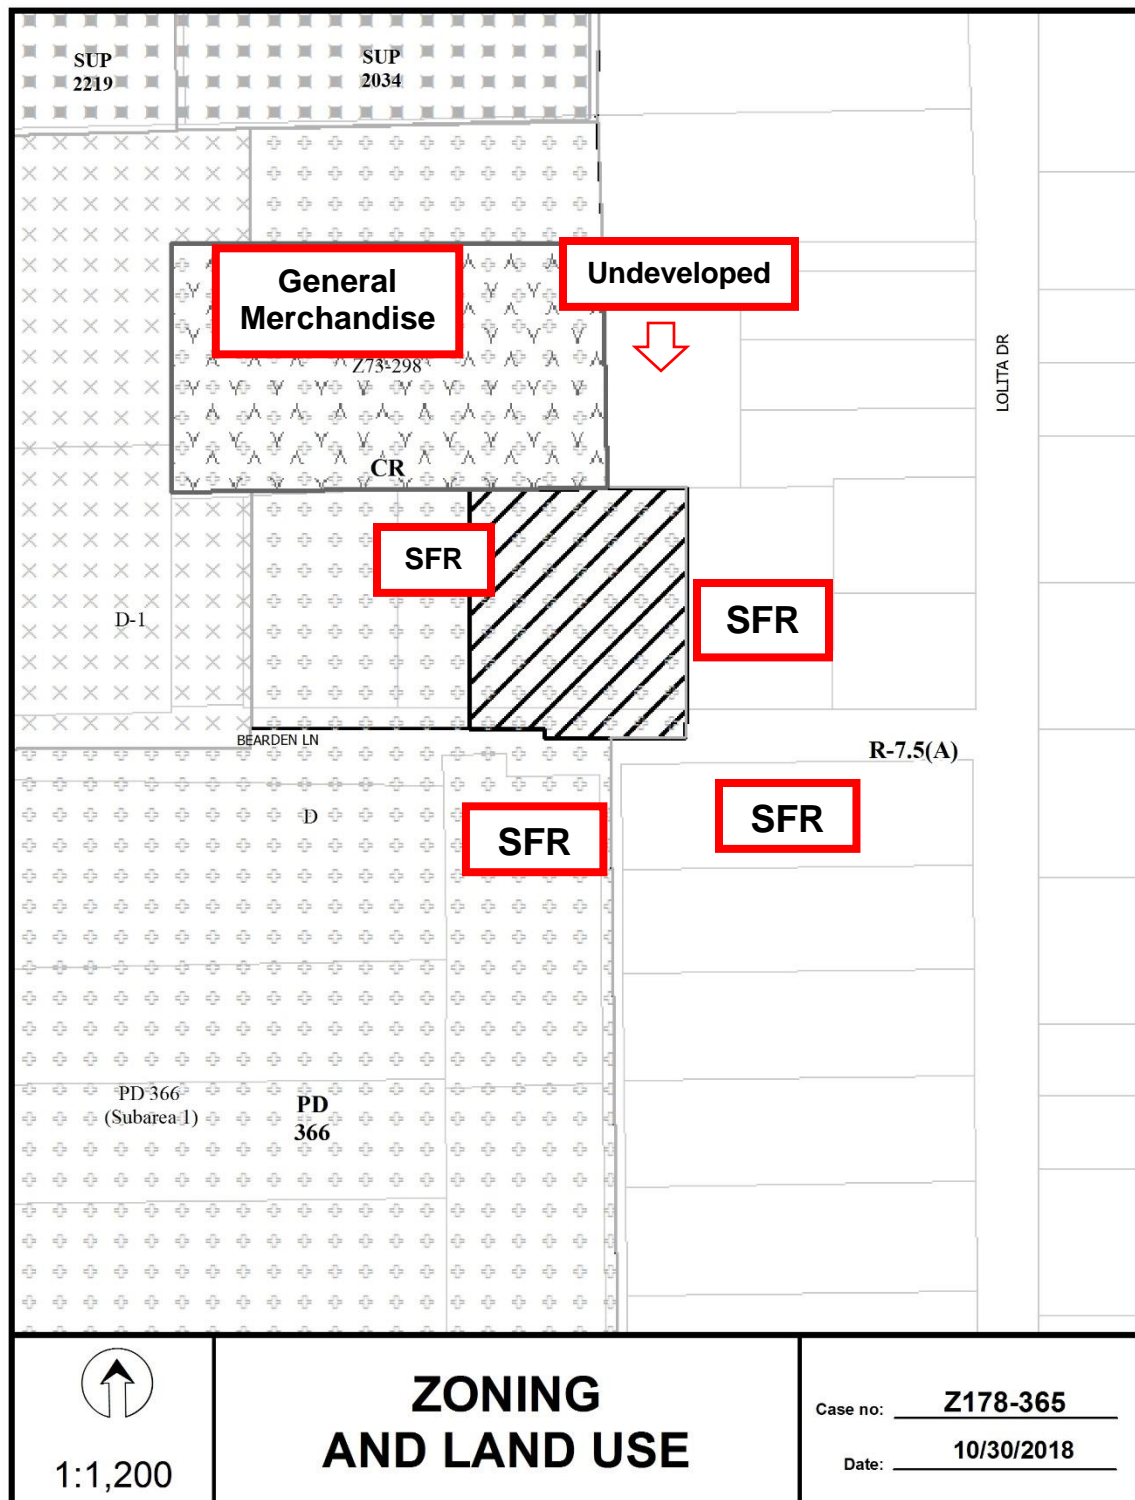 SUP
2219
SUP
2034
General
Merchandise
Undeveloped
Z73-298
LOLITA DR
CR
SFR
SFR
D-1
BEARDEN LN
R-7.5(A)
D
SFR
SFR
PD 366
(Subarea 1)
PD
366
1:1,200
ZONING
AND LAND USE
Case no: Z178-365
Date: 10/30/2018